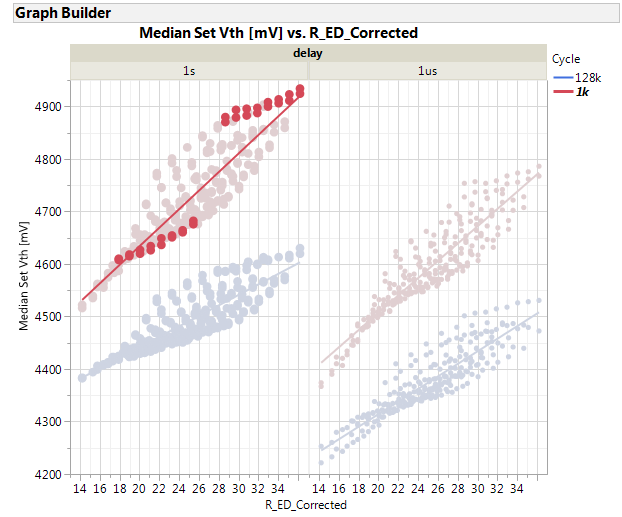 Graph Builder
Median Set Vth [mV] vs. R_ED_Corrected
delay
1s 1us
Cycle
128k
1k
Median Set Vth [mV]
4900
4800
4700
4600
4500
4400
4300
4200
14 16 18 20 22 24 26 28 30 32 34 14 16 18 20 22 24 26 28 30 32 34
R_ED_Corrected